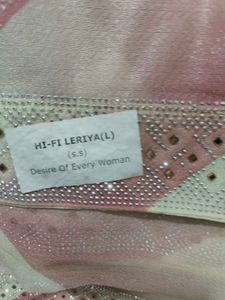 HI-FI LERIYA(L)
(s.s)
Desire Of Every Woman